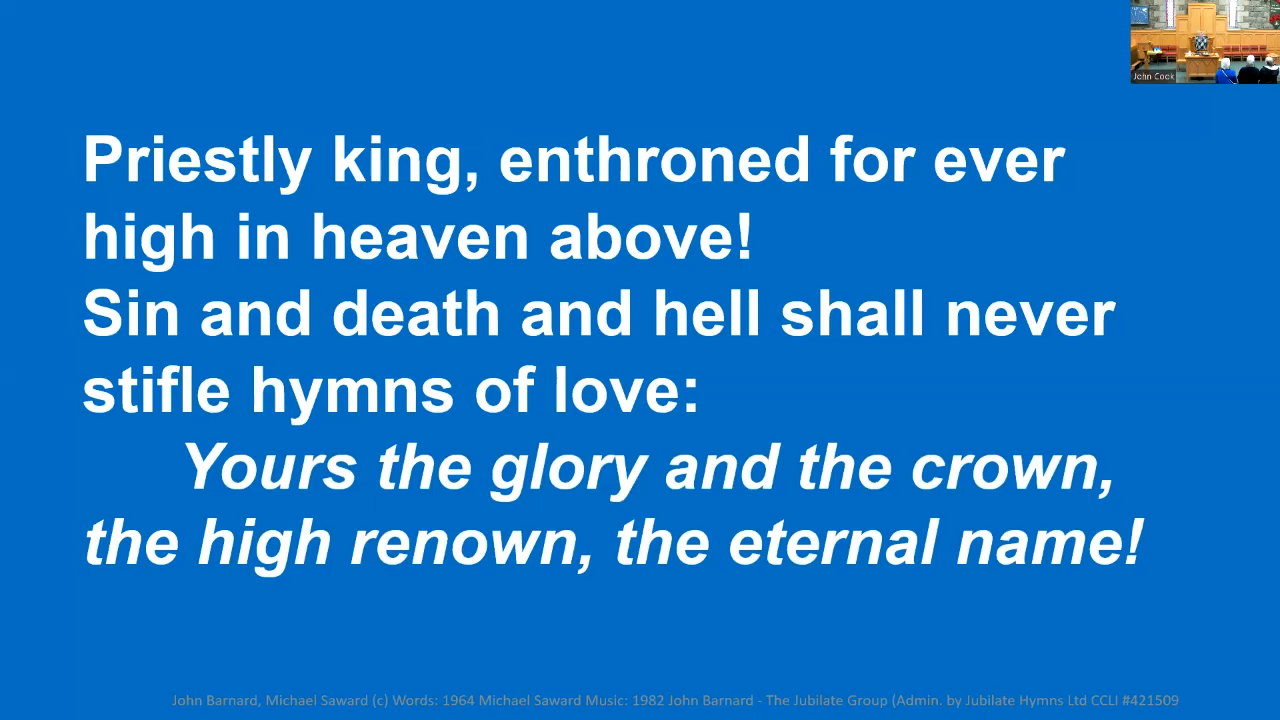 John Cook
Priestly king, enthroned for ever
high in heaven above!
Sin and death and hell shall never
stifle hymns of love:
Yours the glory and the crown,
the high renown, the eternal name!
John Barnard, Michael Saward (c) Words: 1964 Michael Saward Music: 1982 John Barnard - The Jubilate Group (Admin. by Jubilate Hymns Ltd CCLI #421509